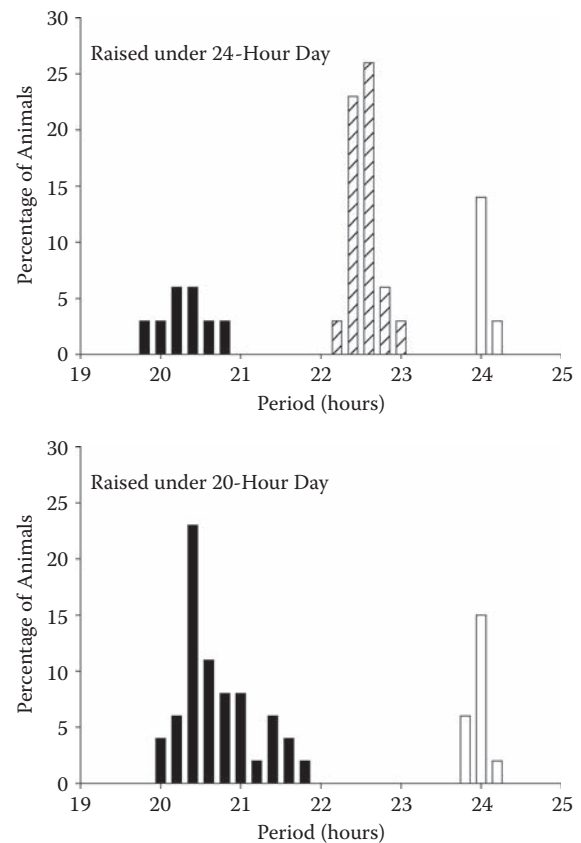 30
Raised under 24-Hour Day
25
20
15
10
5
0
Percentage of Animals
19 20 21 22 23 24 25
Period (hours)
30
Raised under 20-Hour Day
25
20
15
10
5
0
Percentage of Animals
19 20 21 22 23 24 25
Period (hours)